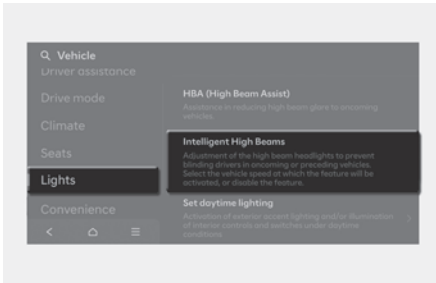 Vehicle
Driver assistance
Drive mode
Climate
Seats
Lights
Convenience
HBA (High Beam Assist)
Assistance in reducing high beam glare to oncoming
vehicles.
Intelligent High Beams
Adjustment of the high beam headlights to prevent
blinding drivers in oncoming or preceding vehicles.
Select the vehicle speed at which the feature will be
activated, or disable the feature.
Set daytime lighting
Activation of exterior accent lighting and/or illumination
of interior controls and switches under daytime
conditions.